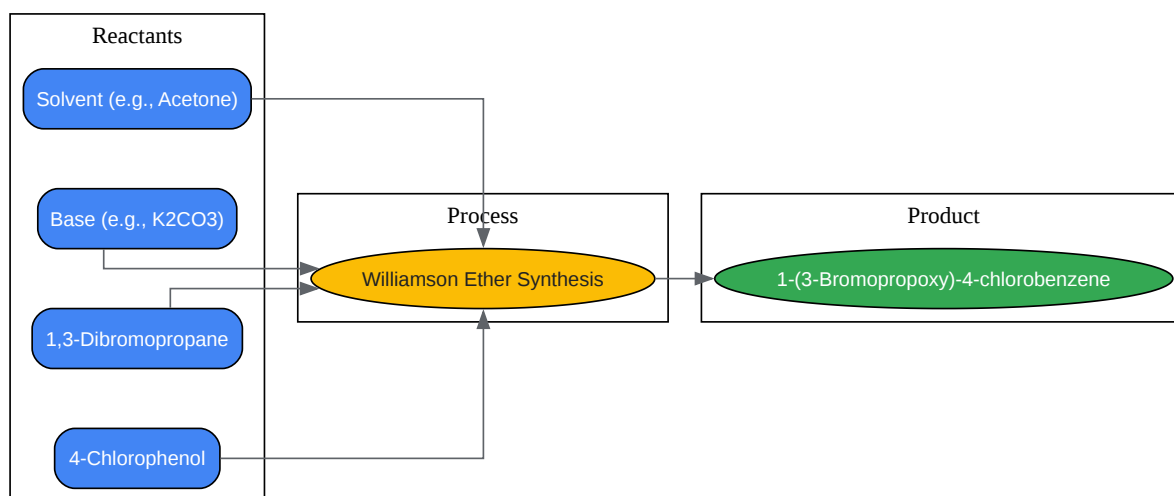 Reactants
Solvent (e.g., Acetone)
Base (e.g., K2CO3)
1,3-Dibromopropane
4-Chlorophenol
Process
Williamson Ether Synthesis
Product
1-(3-Bromopropoxy)-4-chlorobenzene